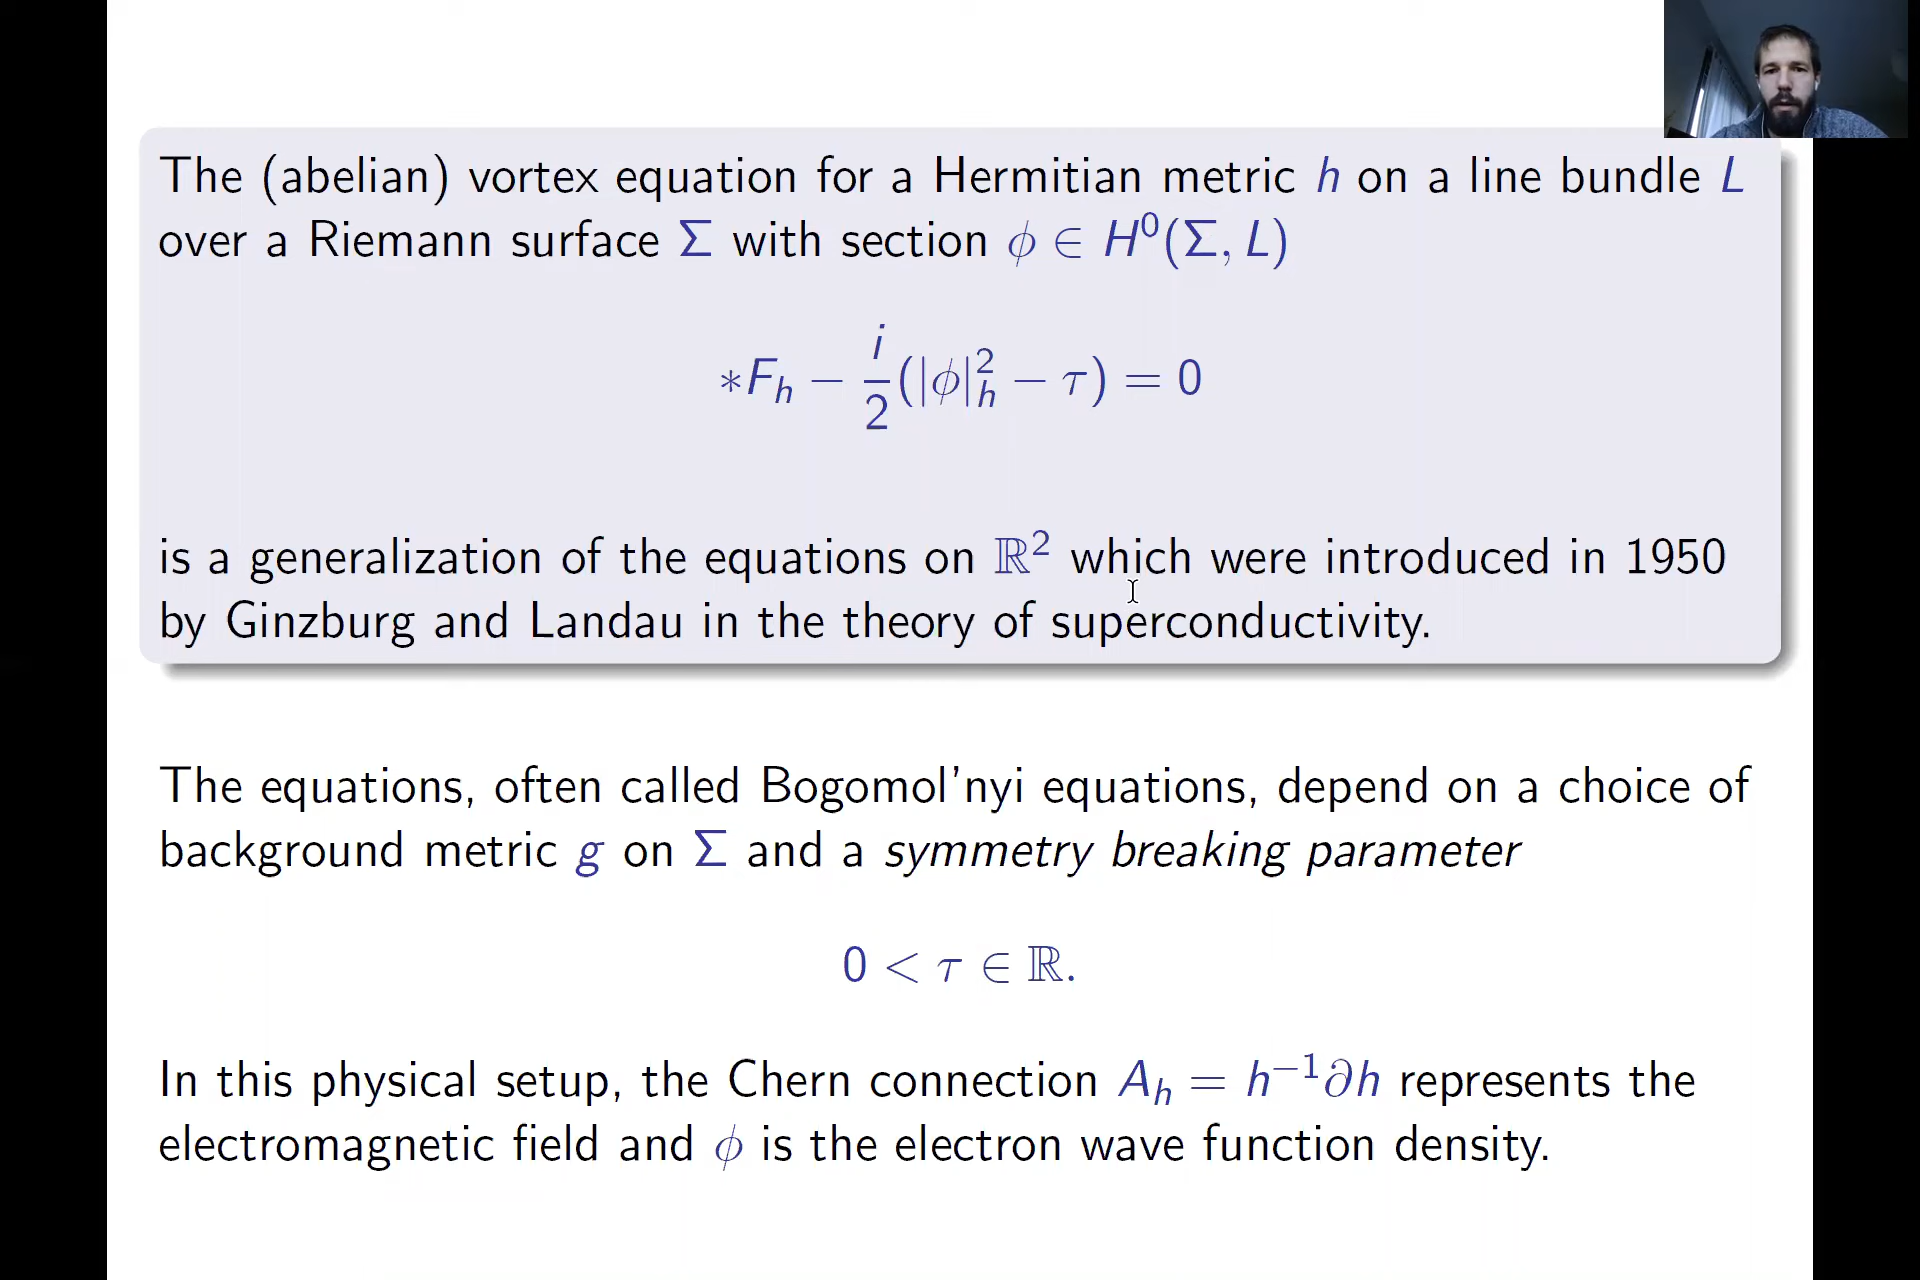 The (abelian) vortex equation for a Hermitian metric h on a line bundle L
over a Riemann surface Σ with section ϕ ∈ H⁰(Σ, L)
∗F_h − i/2 (|ϕ|²_h − τ) = 0
is a generalization of the equations on ℝ² which were introduced in 1950
by Ginzburg and Landau in the theory of superconductivity.
The equations, often called Bogomol'nyi equations, depend on a choice of
background metric g on Σ and a symmetry breaking parameter
0 < τ ∈ ℝ.
In this physical setup, the Chern connection A_h = h⁻¹∂h represents the
electromagnetic field and ϕ is the electron wave function density.